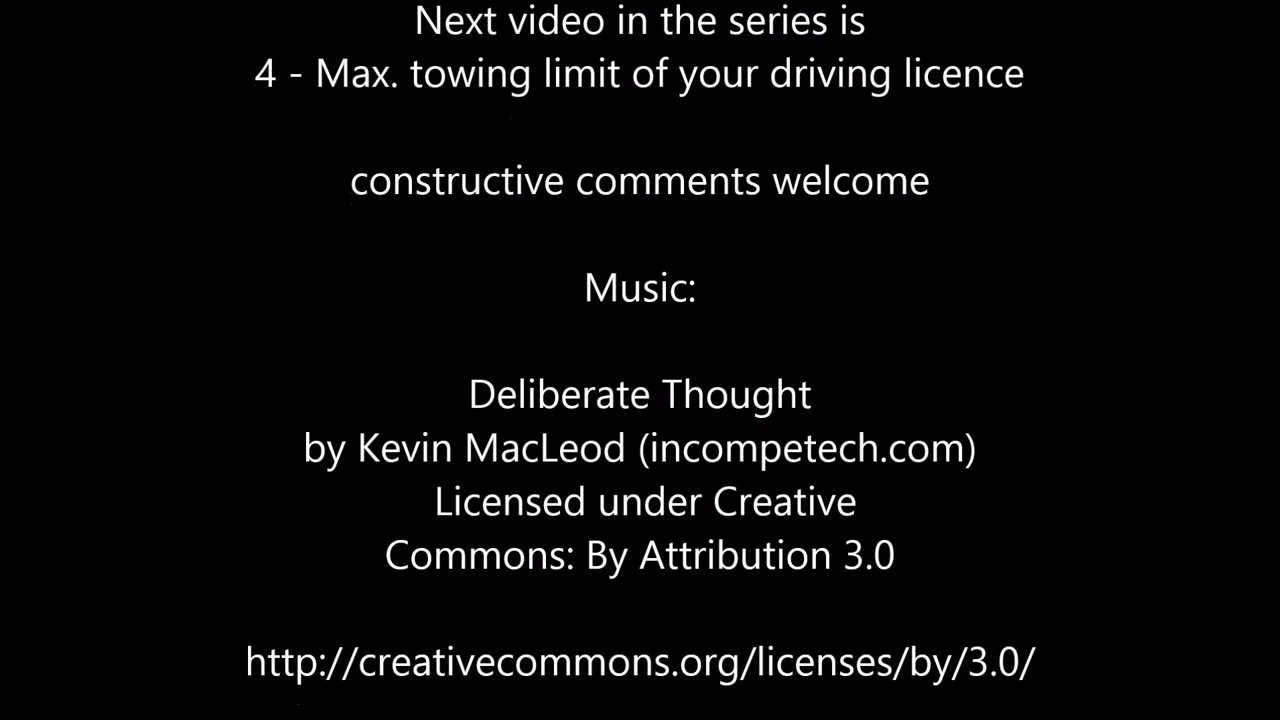 Next video in the series is
4 - Max. towing limit of your driving licence
constructive comments welcome
Music:
Deliberate Thought
by Kevin MacLeod (incompetech.com)
Licensed under Creative
Commons: By Attribution 3.0
http://creativecommons.org/licenses/by/3.0/